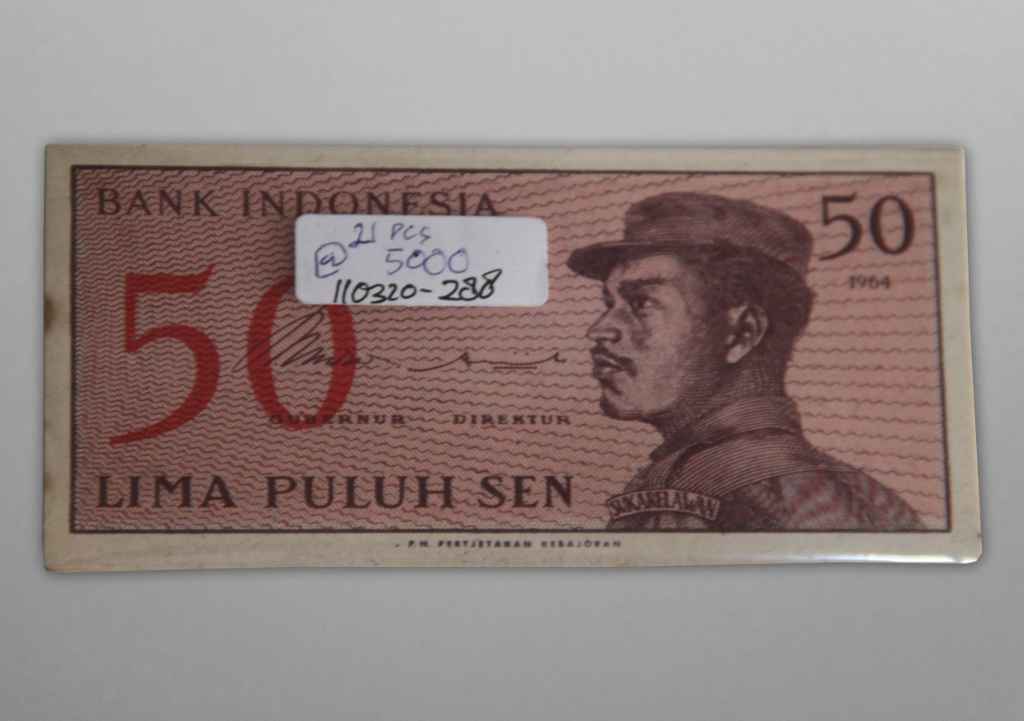 BANK INDONESIA
50
1964
21 PCS
@ 5000
110320-288
50
GUBERNUR DIREKTUR
LIMA PULUH SEN
SUKARELAWAN
P.N. PERTJETAKAN KEBAJORAN